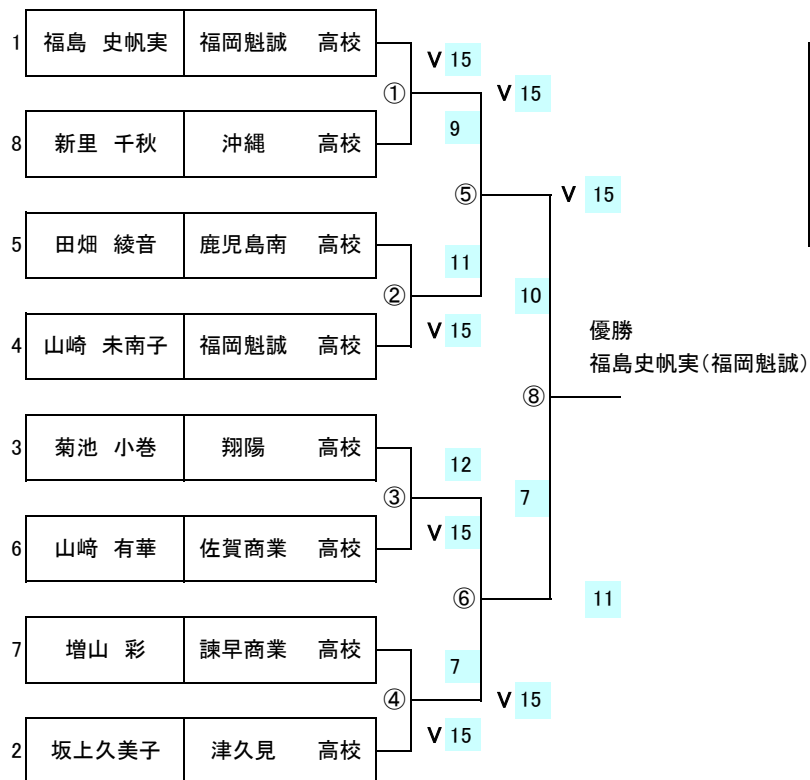 1 福島 史帆実 福岡魁誠 高校
V 15
① V 15
9
8 新里 千秋 沖縄 高校
⑤ V 15
5 田畑 綾音 鹿児島南 高校
11
② 10
V 15
4 山崎 未南子 福岡魁誠 高校
優勝
福島史帆実(福岡魁誠)
⑧
3 菊池 小巻 翔陽 高校
12
③ 7
V 15
6 山﨑 有華 佐賀商業 高校
⑥ 11
7 増山 彩 諫早商業 高校
7
④ V 15
V 15
2 坂上久美子 津久見 高校